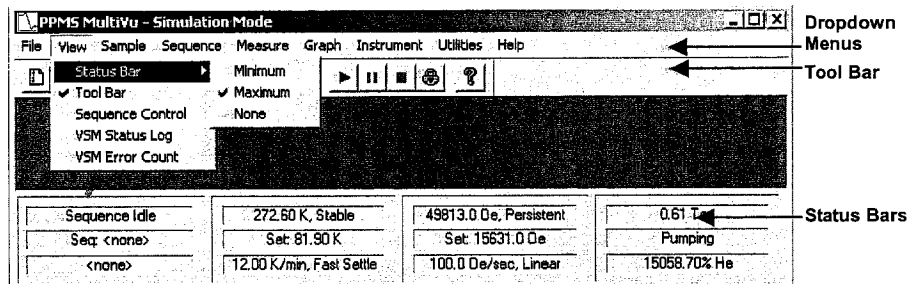 PPMS MultiVu - Simulation Mode
Dropdown Menus
File View Sample Sequence Measure Graph Instrument Utilities Help
Tool Bar
Status Bar
Tool Bar
Sequence Control
VSM Status Log
VSM Error Count
Minimum
Maximum
None
Sequence Idle
Seq: <none>
<none>
272.60 K, Stable
Set: 81.90 K
12.00 K/min, Fast Settle
49813.0 Oe, Persistent
Set: 15631.0 Oe
100.0 Oe/sec, Linear
0.61
Pumping
15058.70% He
Status Bars